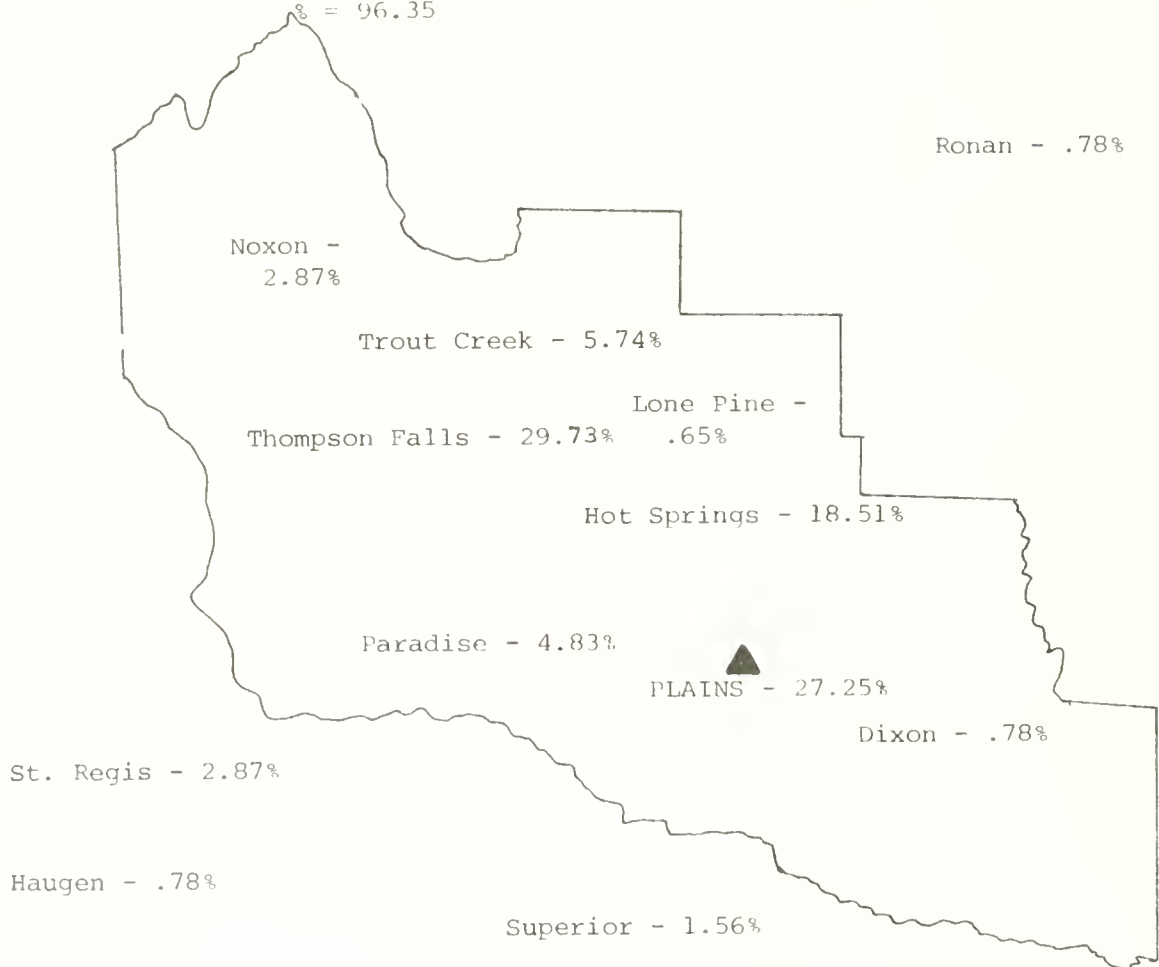 % = 96.35
Ronan - .78%
Noxon -
2.87%
Trout Creek - 5.74%
Lone Pine -
.65%
Thompson Falls - 29.73%
Hot Springs - 18.51%
Paradise - 4.83%
PLAINS - 27.25%
Dixon - .78%
St. Regis - 2.87%
Haugen - .78%
Superior - 1.56%